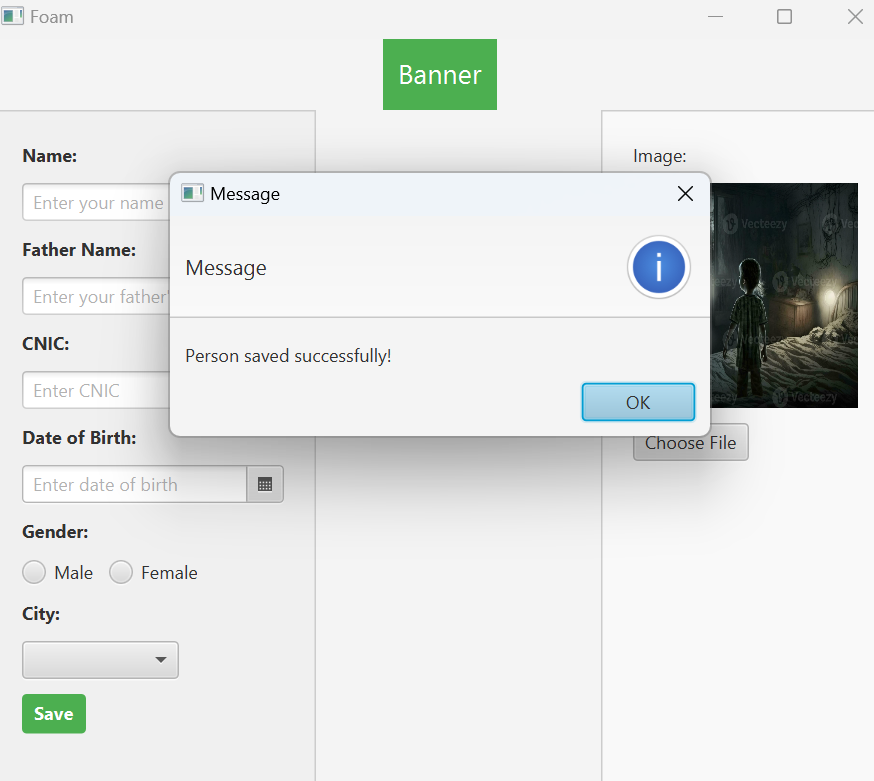 Foam
Banner
Name:
Enter your name
Father Name:
Enter your father'
CNIC:
Enter CNIC
Date of Birth:
Enter date of birth
Gender:
Male Female
City:
Save
Message
Message
i
Person saved successfully!
OK
Image:
Vecteezy
Vecteezy
Vecteezy
Choose File